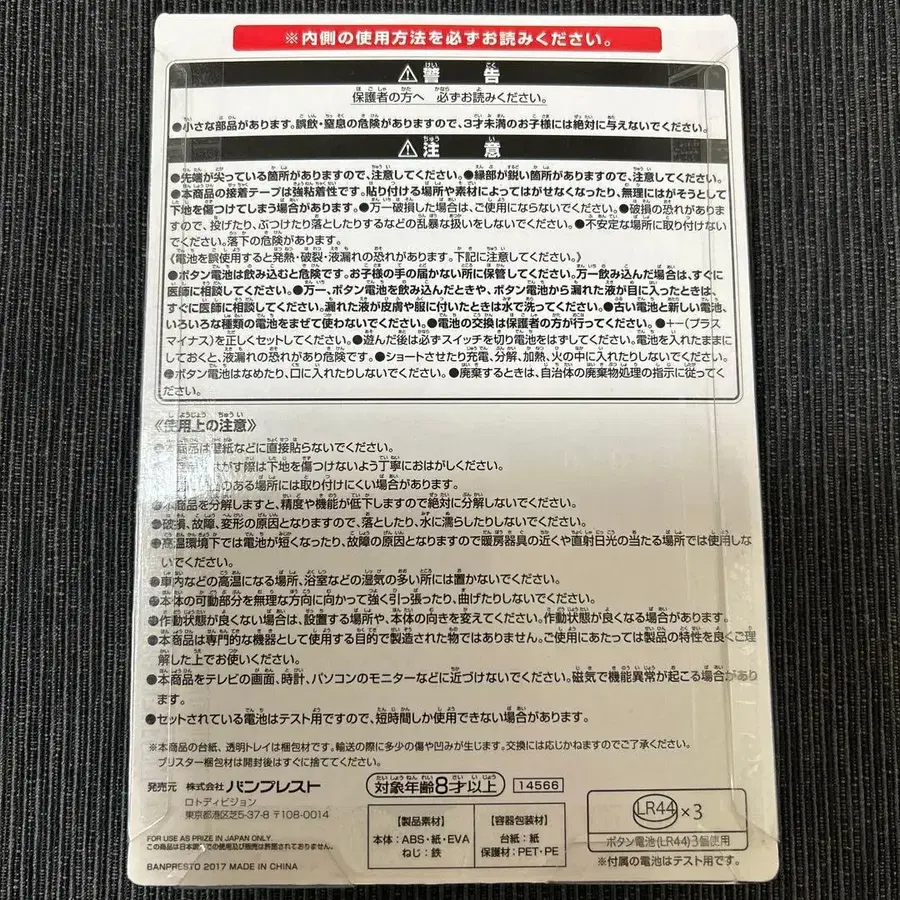 ※内側の使用方法を必ずお読みください。
⚠警告
保護者の方へ 必ずお読みください。
●小さな部品があります。誤飲・窒息の危険がありますので、3才未満のお子様には絶対に与えないでください。
⚠注意
●先端が尖っている箇所がありますので、注意してください。●縁部が鋭い箇所がありますので、注意してください。
●本商品の接着テープは強粘着性です。貼り付ける場所や素材によってはがせなくなったり、無理にはがそうとして
下地を傷つけてしまう場合があります。●万一破損した場合は、ご使用にならないでください。●破損の恐れがありま
すので、投げたり、ぶつけたり落としたりするなどの乱暴な扱いをしないでください。●不安定な場所に取り付けない
でください。落下の危険があります。
《電池を誤使用すると発熱・破裂・液漏れの恐れがあります。下記に注意してください。》
●ボタン電池は飲み込むと危険です。お子様の手の届かない所に保管してください。万一飲み込んだ場合は、すぐに
医師に相談してください。●万一、ボタン電池を飲み込んだときや、ボタン電池から漏れた液が目に入ったときは、
すぐに医師に相談してください。漏れた液が皮膚や服に付いたときは水で洗ってください。●古い電池と新しい電池、
いろいろな種類の電池をまぜて使わないでください。●電池の交換は保護者の方が行ってください。●+-(プラス
マイナス)を正しくセットしてください。●遊んだ後は必ずスイッチを切り電池をはずしてください。電池を入れたままに
しておくと、液漏れの恐れがあり危険です。●ショートさせたり充電、分解、加熱、火の中に入れたりしないでください。
●ボタン電池はなめたり、口に入れたりしないでください。●廃棄するときは、自治体の廃棄物処理の指示に従ってく
ださい。
《使用上の注意》
●本商品は壁紙などに直接貼らないでください。
はがす際は下地を傷つけないよう丁寧におはがしください。
のある場所には取り付けにくい場合があります。
●本商品を分解しますと、精度や機能が低下しますので絶対に分解しないでください。
●破損、故障、変形の原因となりますので、落としたり、水に濡らしたりしないでください。
●高温環境下では電池が短くなったり、故障の原因となりますので暖房器具の近くや直射日光の当たる場所では使用しな
いでください。
●車内などの高温になる場所、浴室などの湿気の多い所には置かないでください。
●本体の可動部分を無理な方向に向かって強く引っ張ったり、曲げたりしないでください。
●作動状態が良くない場合は、設置する場所や、本体の向きを変えてください。作動状態が良くなる場合があります。
●本商品は専門的な機器として使用する目的で製造された物ではありません。ご使用にあたっては製品の特性を良くご理
解した上でお使いください。
●本商品をテレビの画面、時計、パソコンのモニターなどに近づけないでください。磁気で機能異常が起こる場合があり
ます。
●セットされている電池はテスト用ですので、短時間しか使用できない場合があります。
※本商品の台紙、透明トレイは梱包材です。輸送の際に多少の傷や凹みが生じます。交換には応じかねますのでご了承ください。
ブリスター梱包材は開封後はすぐに捨ててください。
発売元 株式会社 バンプレスト
ロトディビジョン
東京都港区芝5-37-8 〒108-0014
対象年齢8才以上
14566
FOR USE AS PRIZE IN JAPAN ONLY.
この商品は日本国内で使用及び販売は許諾されておりません。
BANPRESTO 2017 MADE IN CHINA
【製品素材】
本体:ABS・紙・EVA
ねじ:鉄
【容器包装材】
台紙:紙
保護材:PET・PE
LR44×3
ボタン電池(LR44)3個使用
※付属の電池はテスト用です。